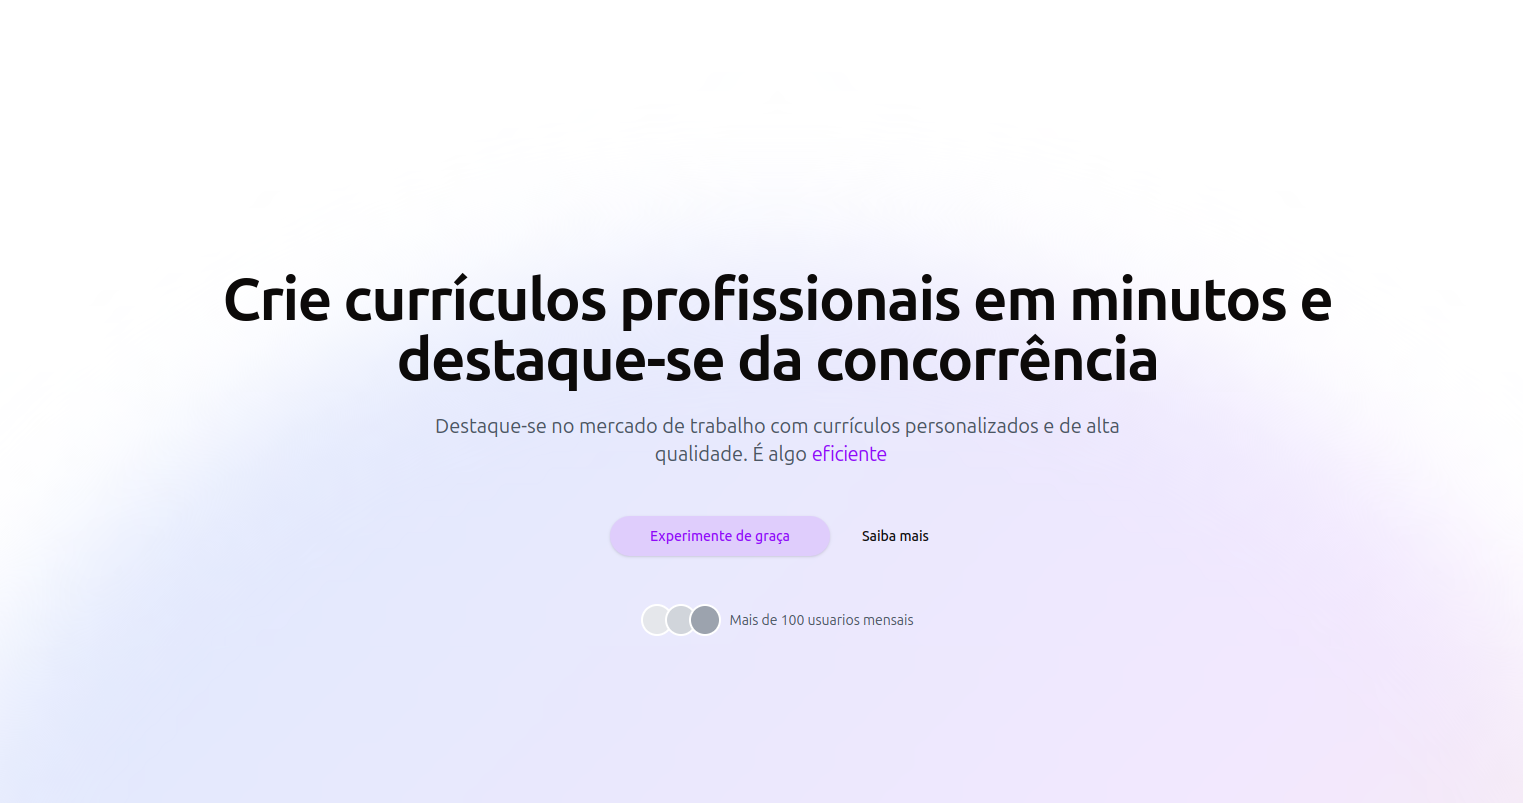 Crie currículos profissionais em minutos e
destaque-se da concorrência
Destaque-se no mercado de trabalho com currículos personalizados e de alta
qualidade. É algo eficiente
Experimente de graça
Saiba mais
Mais de 100 usuarios mensais